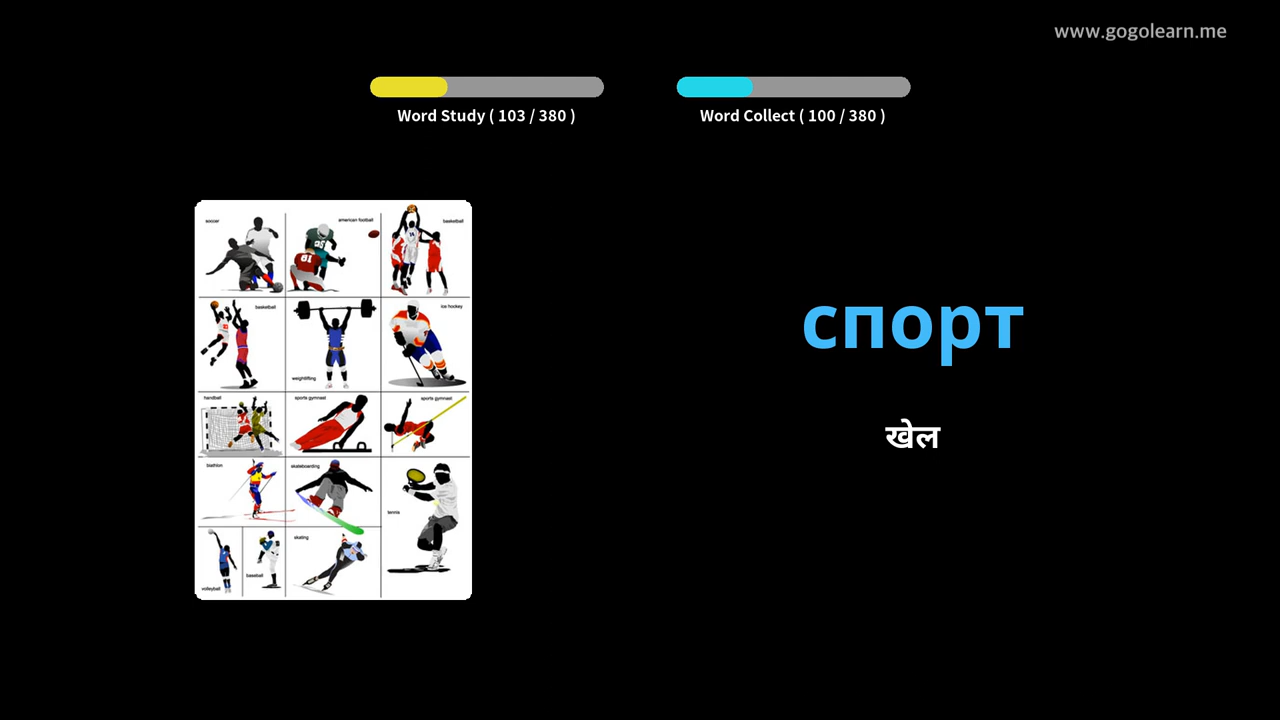 www.gogolearn.me
Word Study ( 103 / 380 )
Word Collect ( 100 / 380 )
soccer
american football
basketball
basketball
weightlifting
ice hockey
handball
sports gymnast
sports gymnast
biathlon
skateboarding
tennis
volleyball
baseball
skating
спорт
खेल